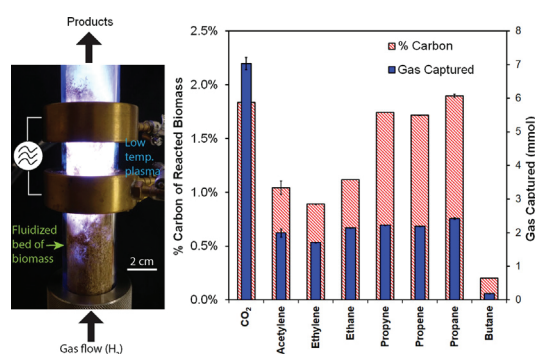 Products
Low
temp.
plasma
Fluidized
bed of
biomass
2 cm
Gas flow (H₂)
% Carbon of Reacted Biomass
2.5%
2.0%
1.5%
1.0%
0.5%
0.0%
% Carbon
Gas Captured
8
7
6
5
4
3
2
1
0
Gas Captured (mmol)
CO₂
Acetylene
Ethylene
Ethane
Propyne
Propene
Propane
Butane